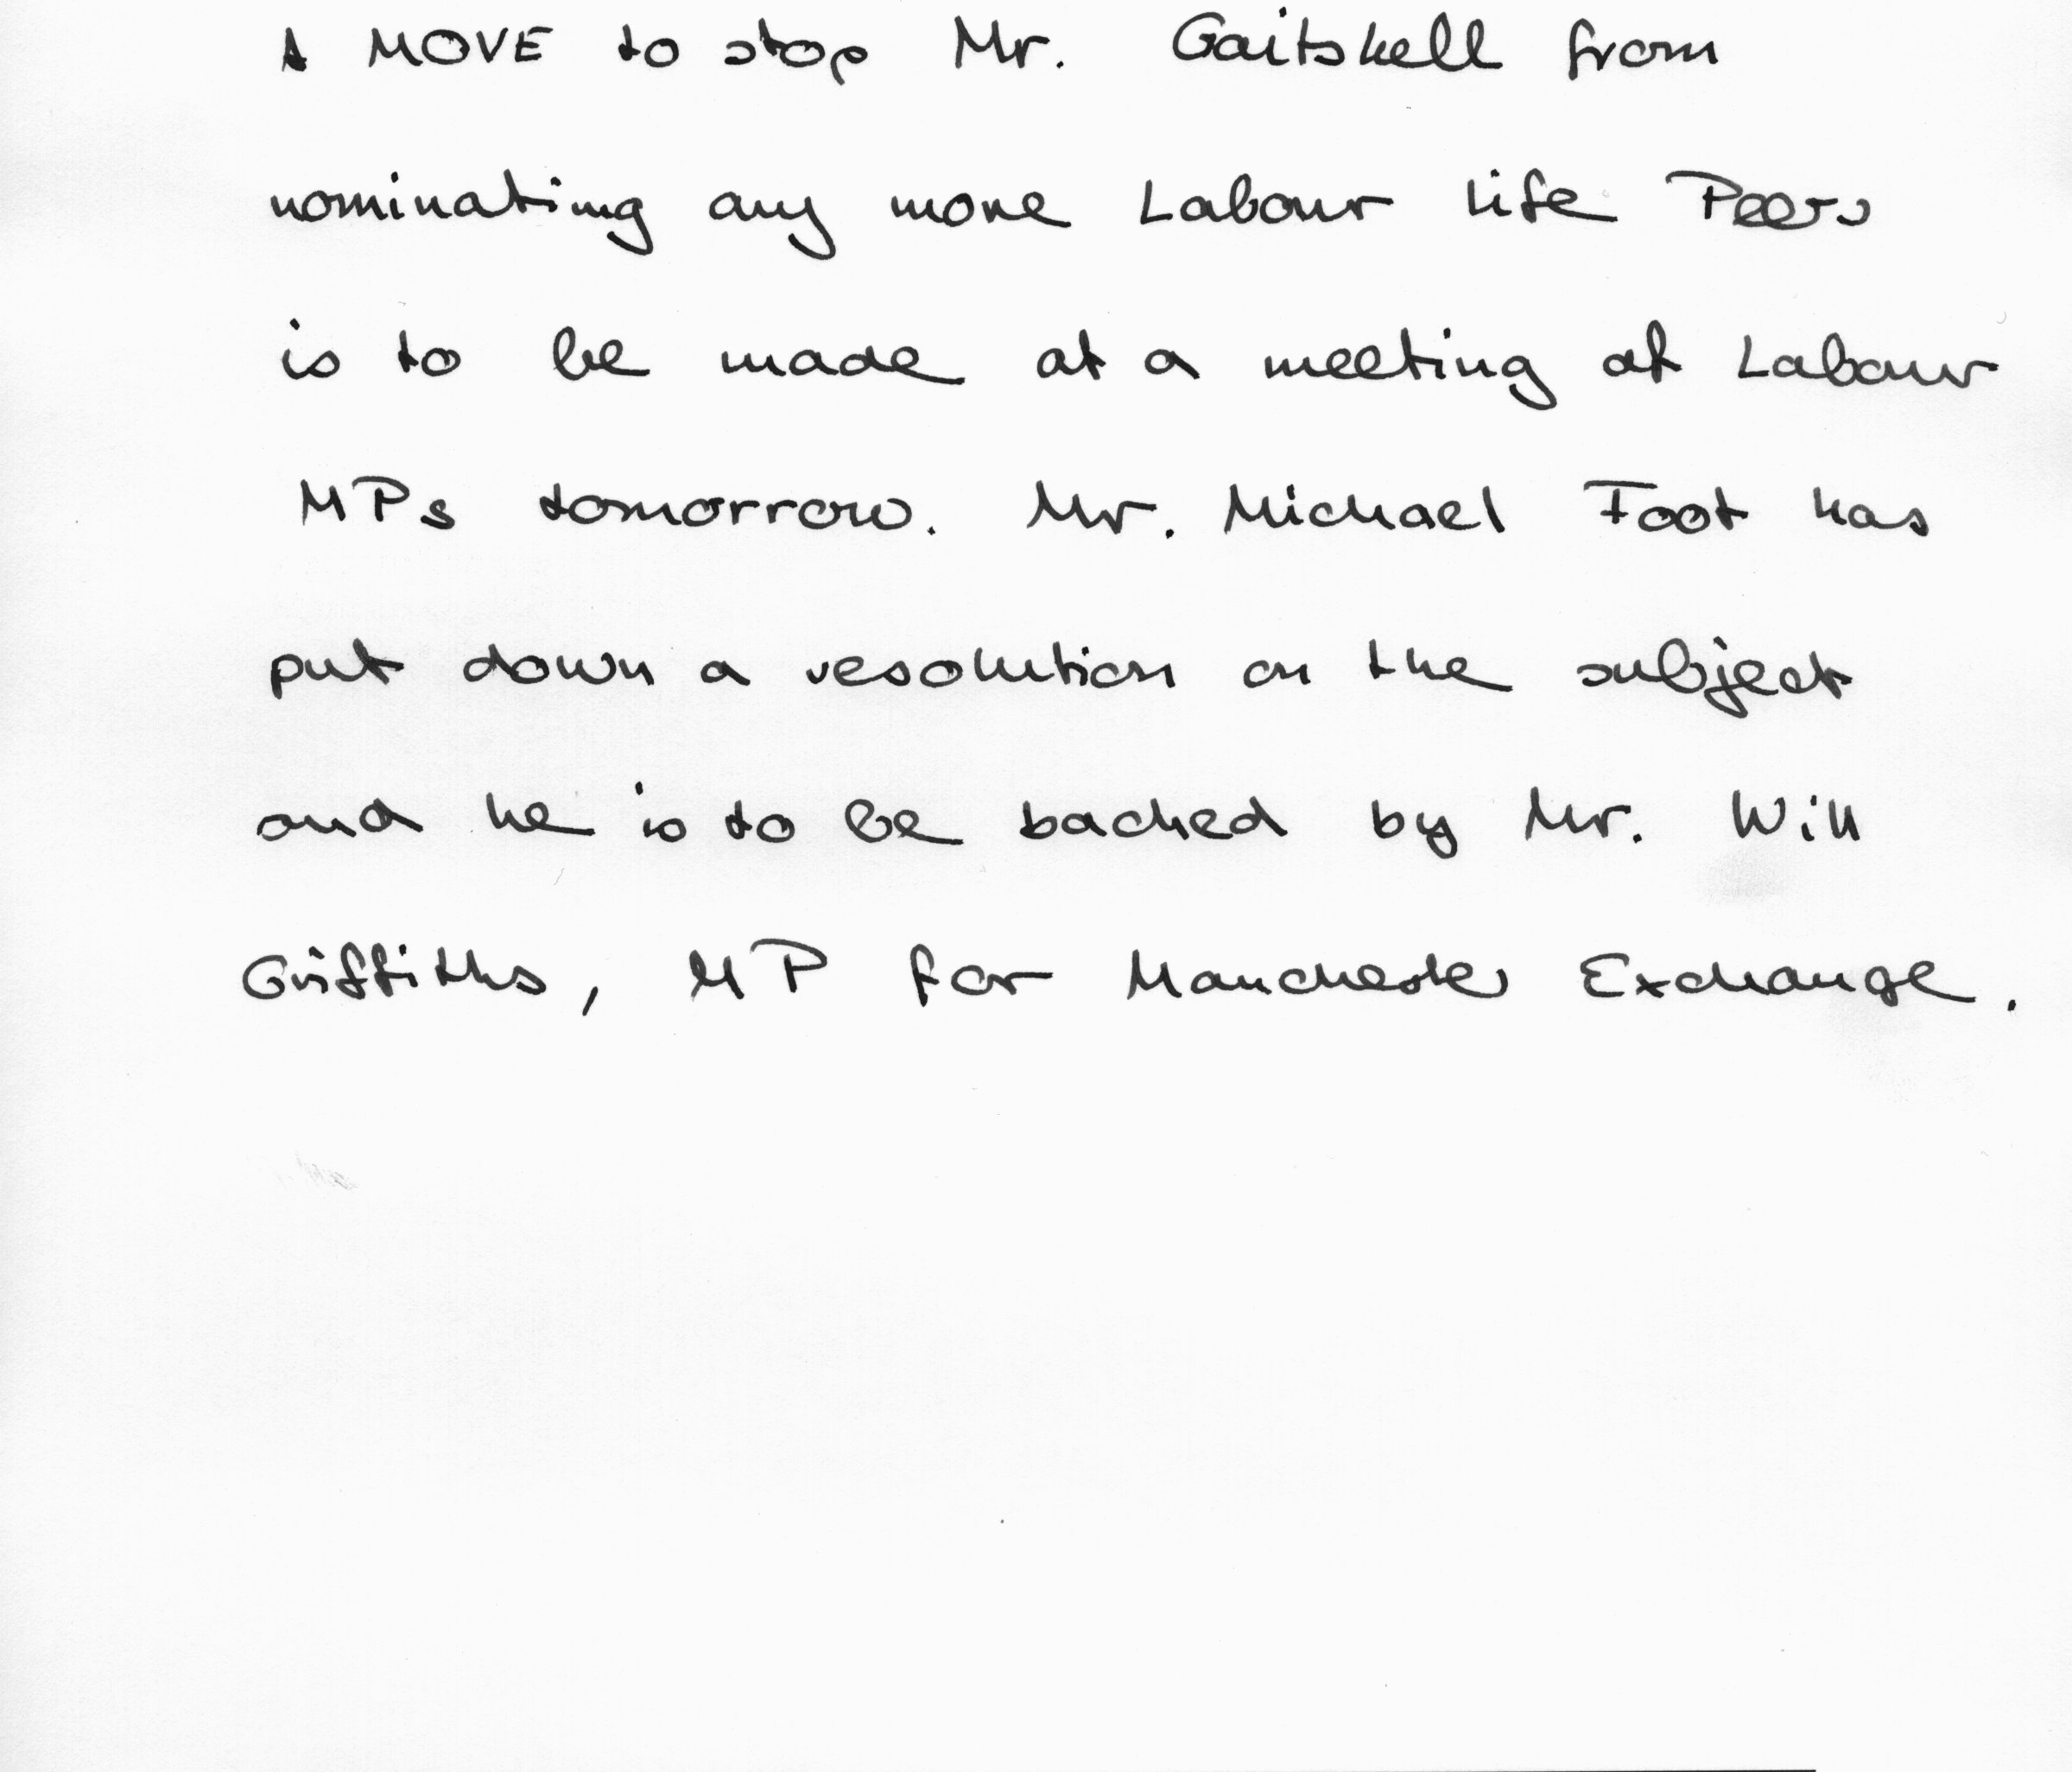 A MOVE to stop Mr. Gaitskell from
nominating any more Labour life Peers
is to be made at a meeting of Labour
MPs tomorrow. Mr. Michael Foot has
put down a resolution on the subject
and he is to be backed by Mr. Will
Griffiths, MP for Manchester Exchange.